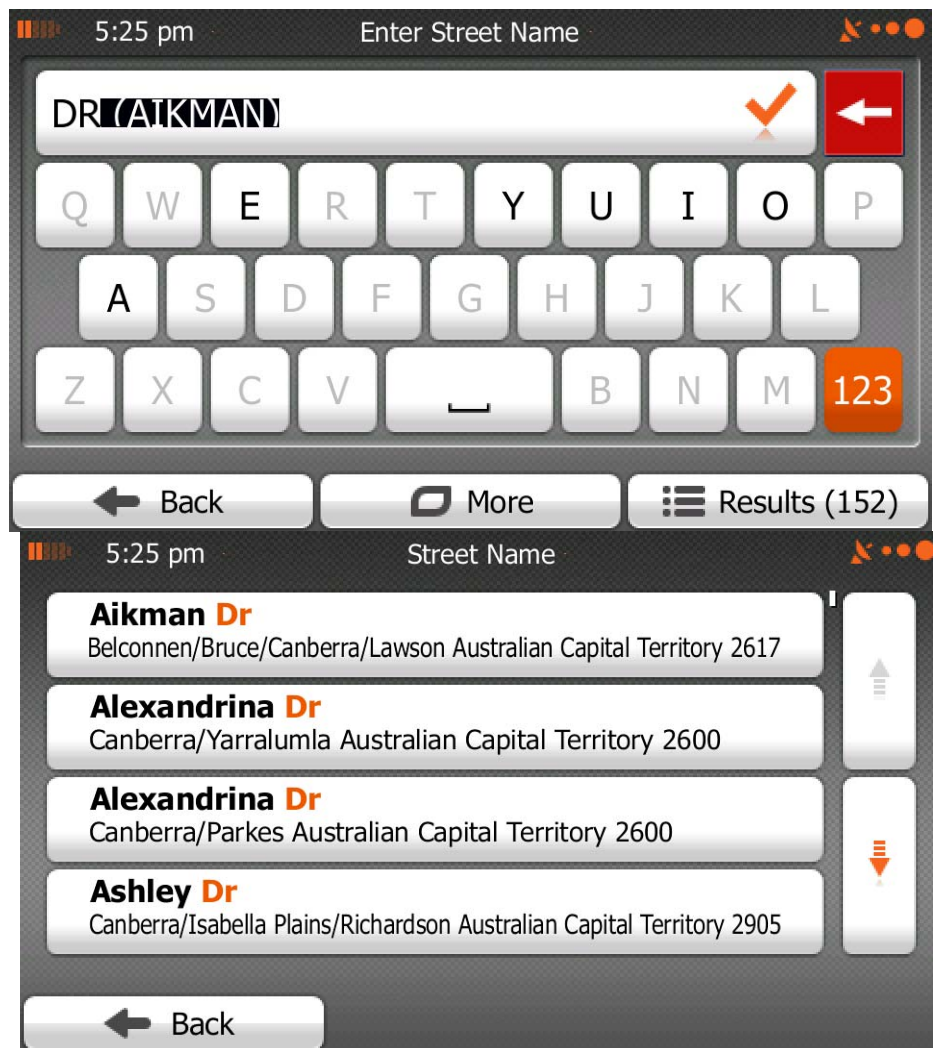 5:25 pm Enter Street Name
DR (AIKMAN)
Q W E R T Y U I O P
A S D F G H J K L
Z X C V B N M 123
Back More Results (152)
5:25 pm Street Name
Aikman Dr
Belconnen/Bruce/Canberra/Lawson Australian Capital Territory 2617
Alexandrina Dr
Canberra/Yarralumla Australian Capital Territory 2600
Alexandrina Dr
Canberra/Parkes Australian Capital Territory 2600
Ashley Dr
Canberra/Isabella Plains/Richardson Australian Capital Territory 2905
Back